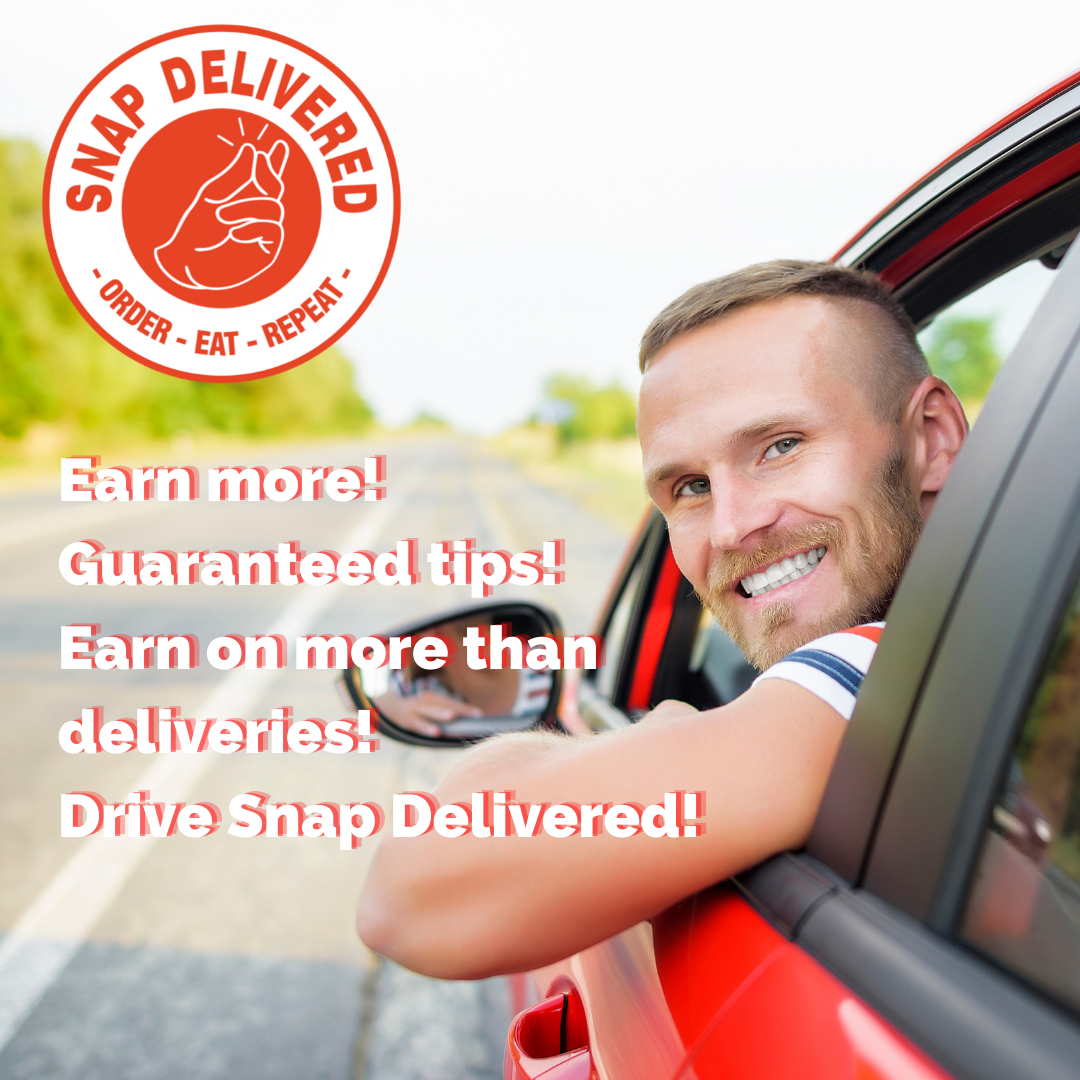 SNAP DELIVERED
- ORDER - EAT - REPEAT -
Earn more!
Guaranteed tips!
Earn on more than
deliveries!
Drive Snap Delivered!